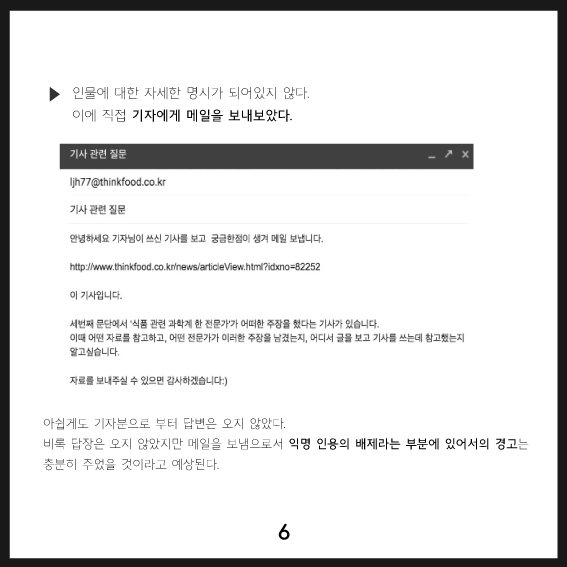 ▶ 인물에 대한 자세한 명시가 되어있지 않다.
이에 직접 기자에게 메일을 보내보았다.
기사 관련 질문
ljh77@thinkfood.co.kr
기사 관련 질문
안녕하세요 기자님이 쓰신 기사를 보고 궁금한점이 생겨 메일 보냅니다.
http://www.thinkfood.co.kr/news/articleView.html?idxno=82252
이 기사입니다.
세번째 문단에서 '식품 관련 과학계 한 전문가'가 어떠한 주장을 했다는 기사가 있습니다.
이때 어떤 자료를 참고하고, 어떤 전문가가 이러한 주장을 남겼는지, 어디서 글을 보고 기사를 쓰는데 참고했는지
알고싶습니다.
자료를 보내주실 수 있으면 감사하겠습니다:)
아쉽게도 기자분으로 부터 답변은 오지 않았다.
비록 답장은 오지 않았지만 메일을 보냄으로서 익명 인용의 배제라는 부분에 있어서의 경고는
충분히 주었을 것이라고 예상된다.
6